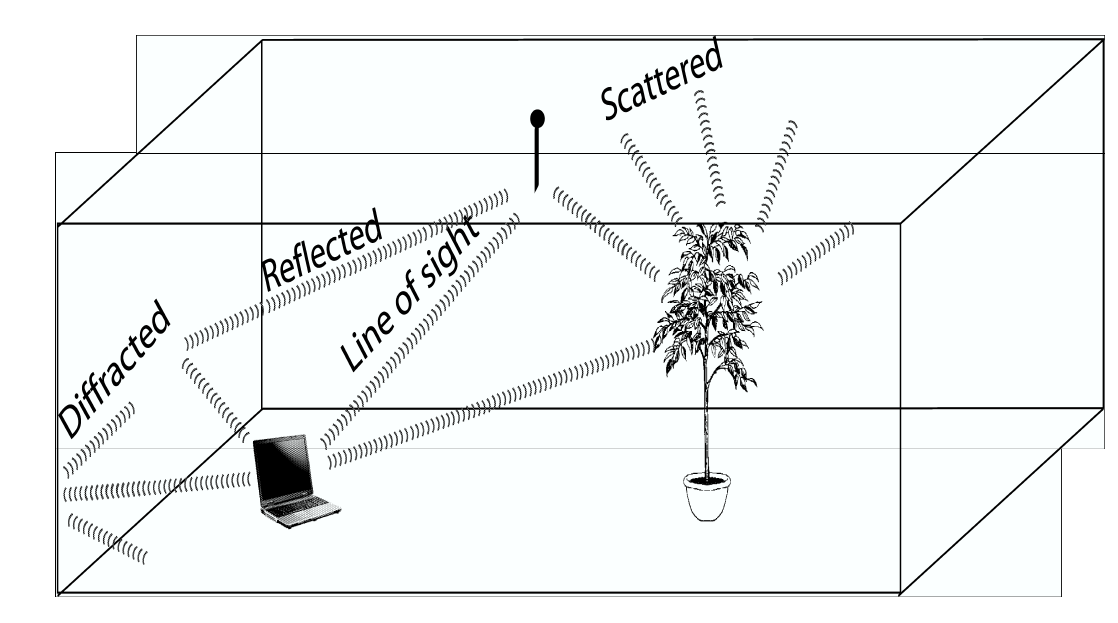 Scattered
Reflected
Line of sight
Diffracted